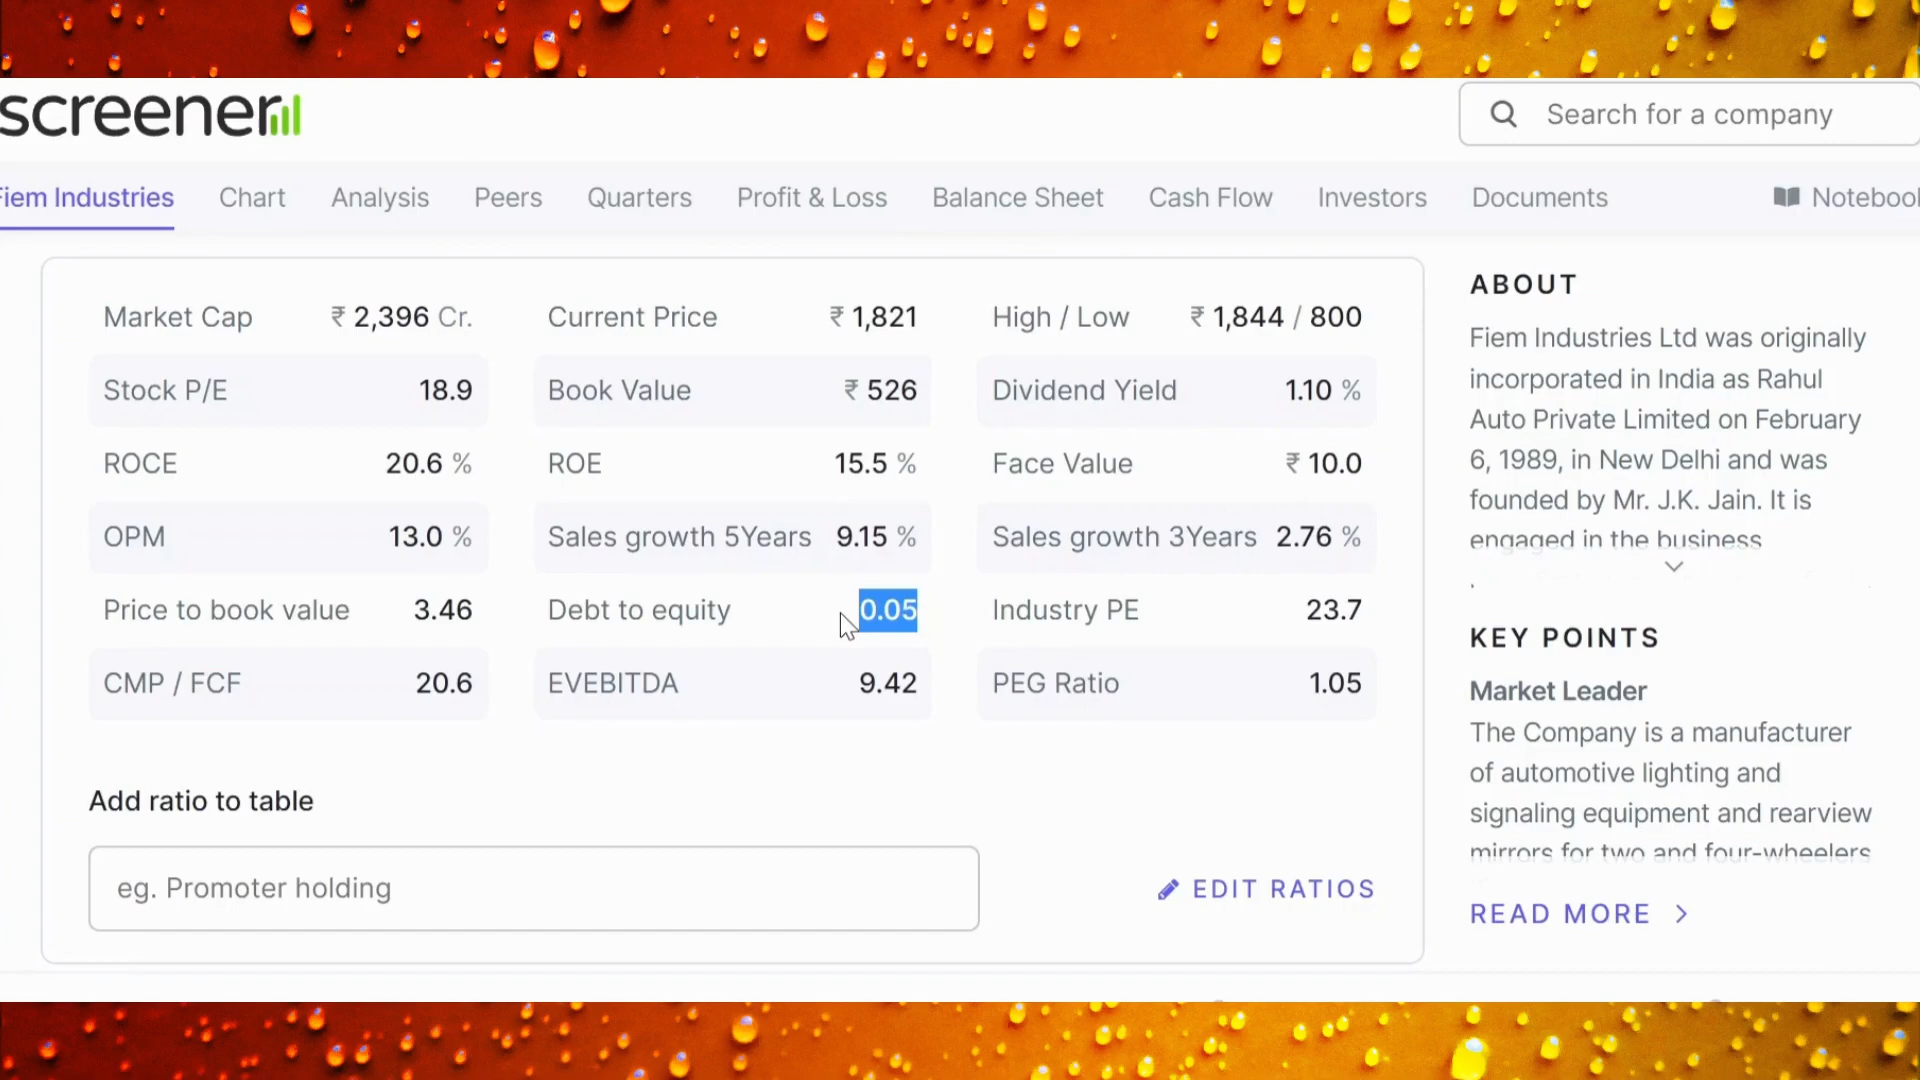 screener
Search for a company
Fiem Industries
Chart
Analysis
Peers
Quarters
Profit & Loss
Balance Sheet
Cash Flow
Investors
Documents
Market Cap ₹ 2,396 Cr.
Current Price ₹ 1,821
High / Low ₹ 1,844 / 800
Stock P/E 18.9
Book Value ₹ 526
Dividend Yield 1.10 %
ROCE 20.6 %
ROE 15.5 %
Face Value ₹ 10.0
OPM 13.0 %
Sales growth 5Years 9.15 %
Sales growth 3Years 2.76 %
Price to book value 3.46
Debt to equity 0.05
Industry PE 23.7
CMP / FCF 20.6
EVEBITDA 9.42
PEG Ratio 1.05
Add ratio to table
eg. Promoter holding
EDIT RATIOS
ABOUT
Fiem Industries Ltd was originally
incorporated in India as Rahul
Auto Private Limited on February
6, 1989, in New Delhi and was
founded by Mr. J.K. Jain. It is
engaged in the business
.
KEY POINTS
Market Leader
The Company is a manufacturer
of automotive lighting and
signaling equipment and rearview
mirrors for two and four-wheelers
READ MORE